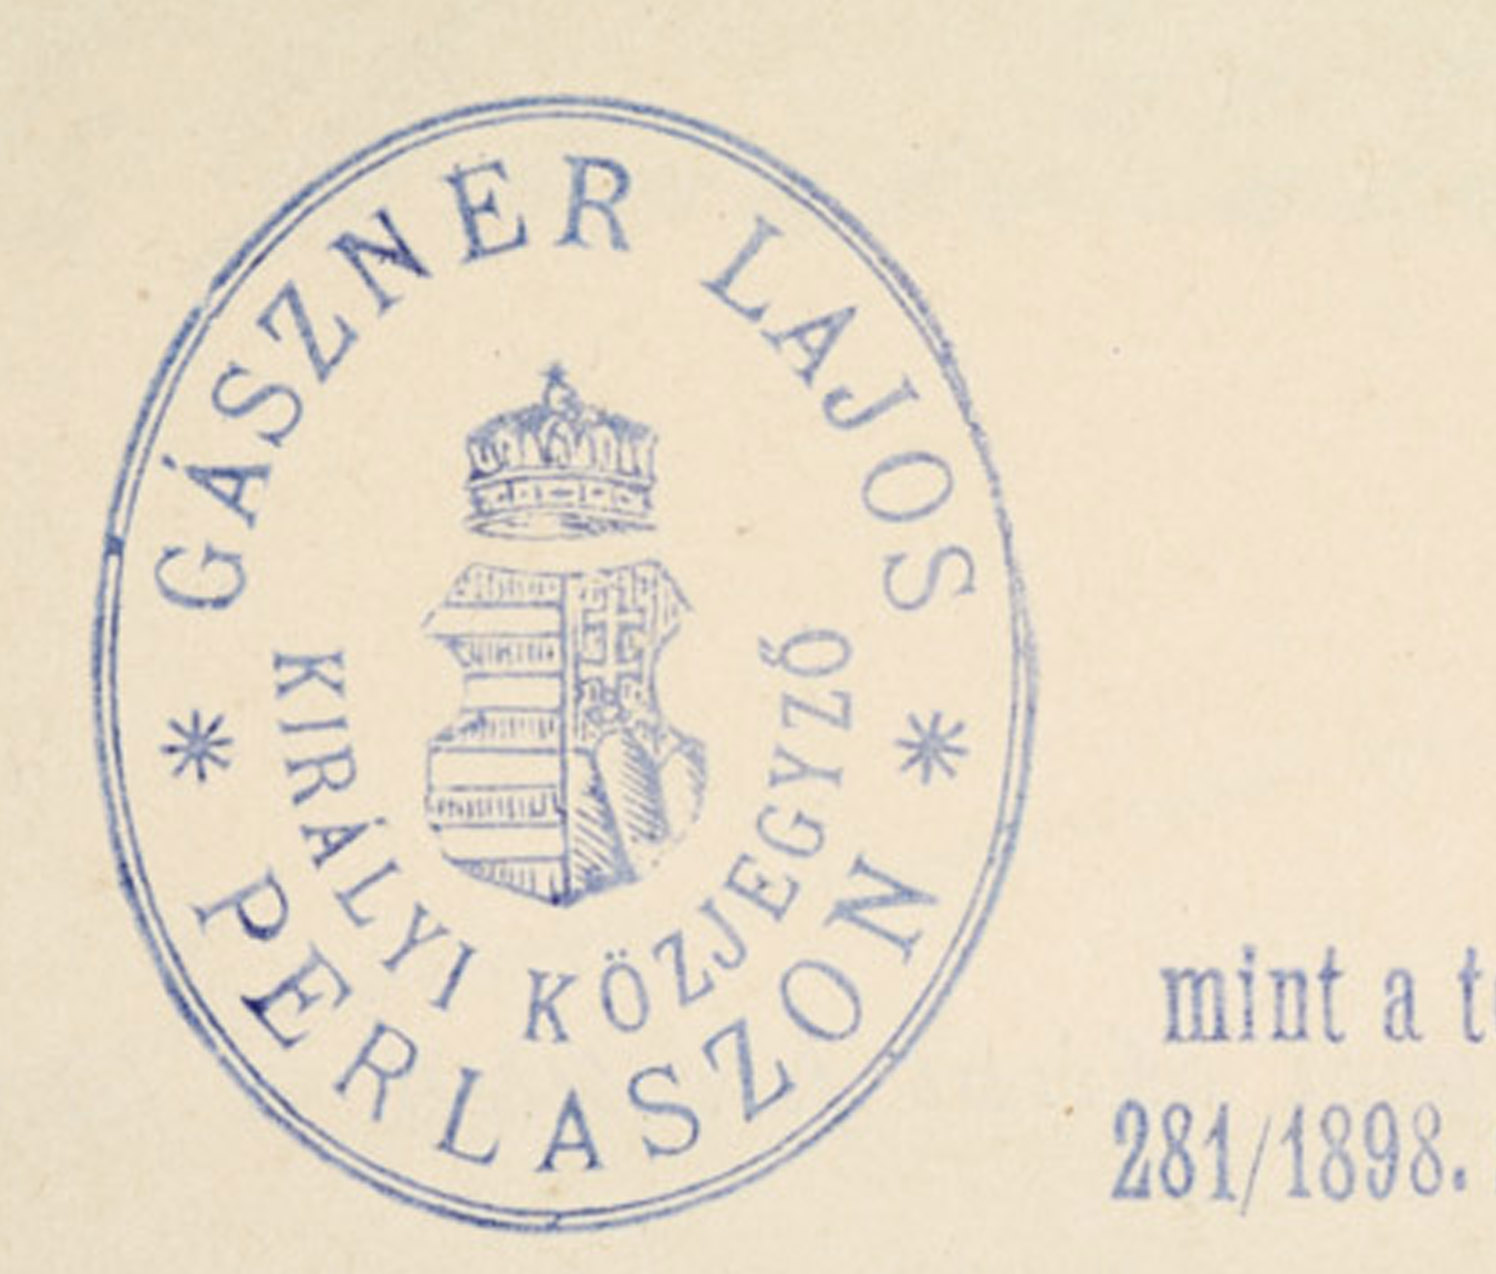 GÁSZNER LAJOS
KIRÁLYI KÖZJEGYZŐ
* PERLASZON *
mint a
281/1898.